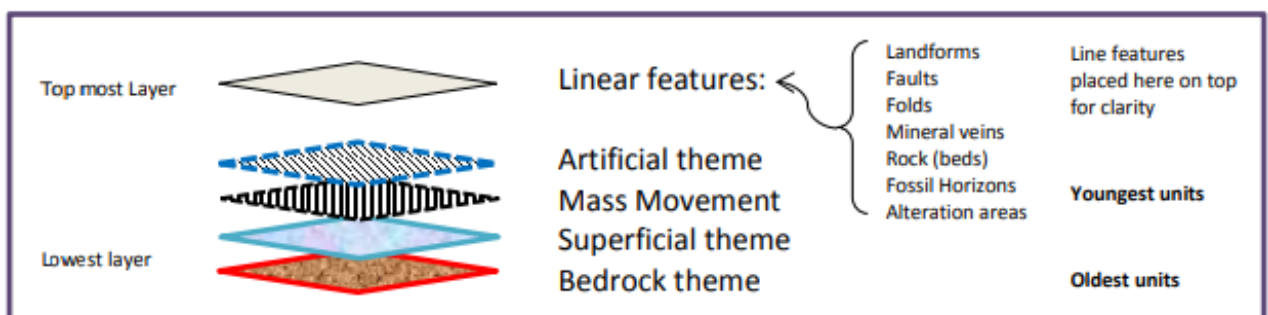 Top most Layer
Linear features:
Landforms
Faults
Folds
Mineral veins
Rock (beds)
Fossil Horizons
Alteration areas
Line features
placed here on top
for clarity
Artificial theme
Mass Movement
Youngest units
Superficial theme
Lowest layer
Bedrock theme
Oldest units